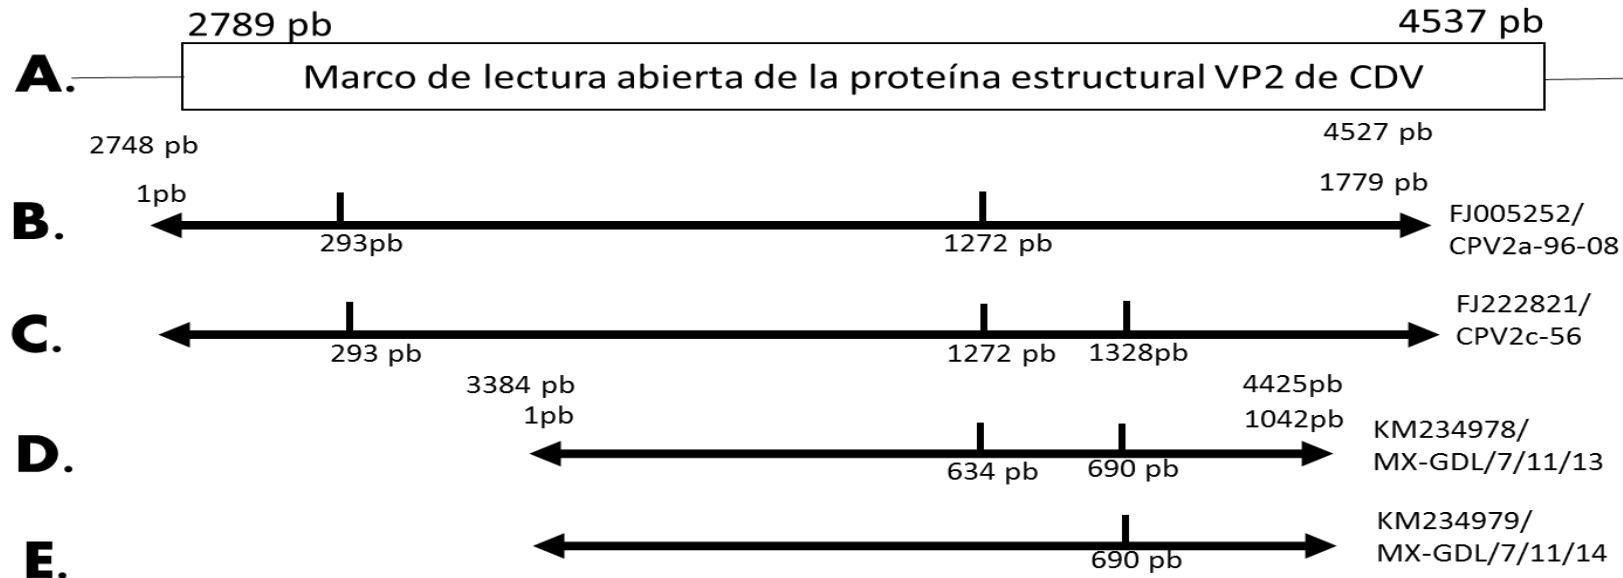 2789 pb
4537 pb
A.
Marco de lectura abierta de la proteína estructural VP2 de CDV
2748 pb
4527 pb
1pb
1779 pb
B.
293pb
1272 pb
FJ005252/
CPV2a-96-08
C.
293 pb
1272 pb
1328pb
FJ222821/
CPV2c-56
3384 pb
4425pb
1pb
1042pb
D.
634 pb
690 pb
KM234978/
MX-GDL/7/11/13
E.
690 pb
KM234979/
MX-GDL/7/11/14